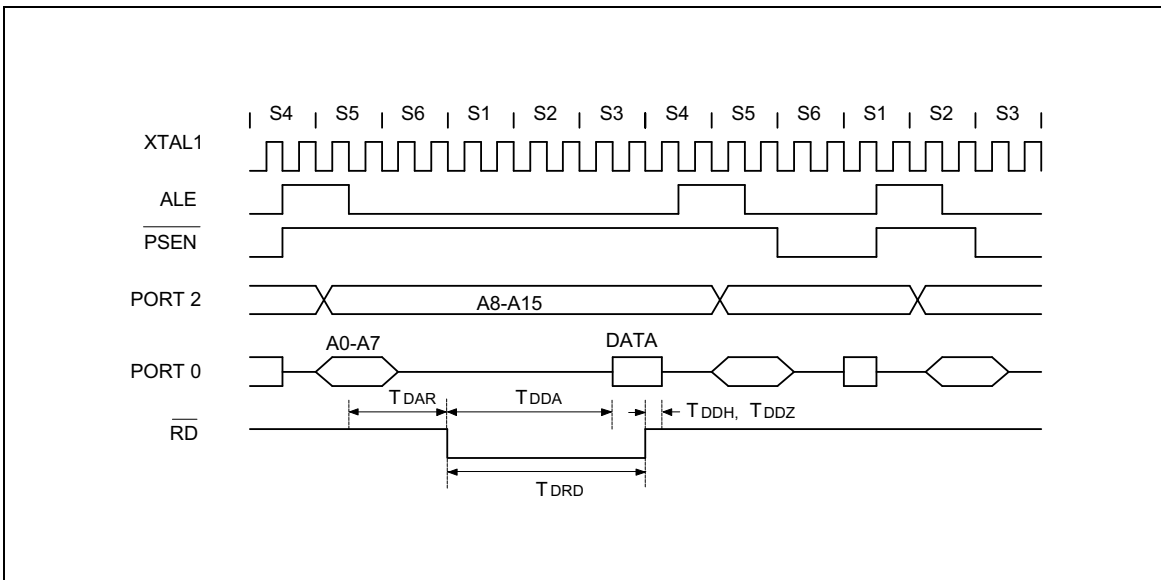 S4 S5 S6 S1 S2 S3 S4 S5 S6 S1 S2 S3
XTAL1
ALE
PSEN
PORT 2 A8-A15
A0-A7 DATA
PORT 0
TDAR TDDA TDDH, TDDZ
RD
TDRD